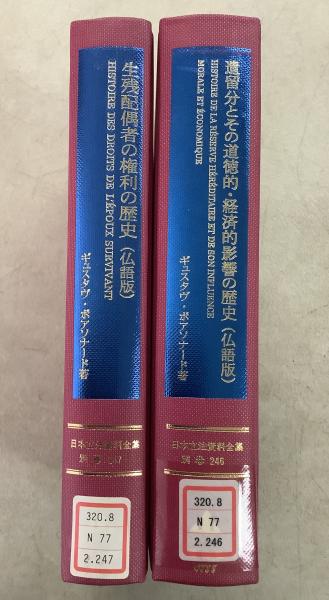 生残配偶者の権利の歴史（仏語版）
HISTOIRE DES DROITS DE L'ÉPOUX SURVIVANT
ギュスタヴ・ボアソナード著
日本立法資料全集
別巻 247
320.8
N 77
2.247
遺留分とその道徳的・経済的影響の歴史（仏語版）
HISTOIRE DE LA RÉSERVE HÉRÉDITAIRE ET DE SON INFLUENCE
MORALE ET ÉCONOMIQUE
ギュスタヴ・ボアソナード著
日本立法資料全集
別巻 246
320.8
N 77
2.246